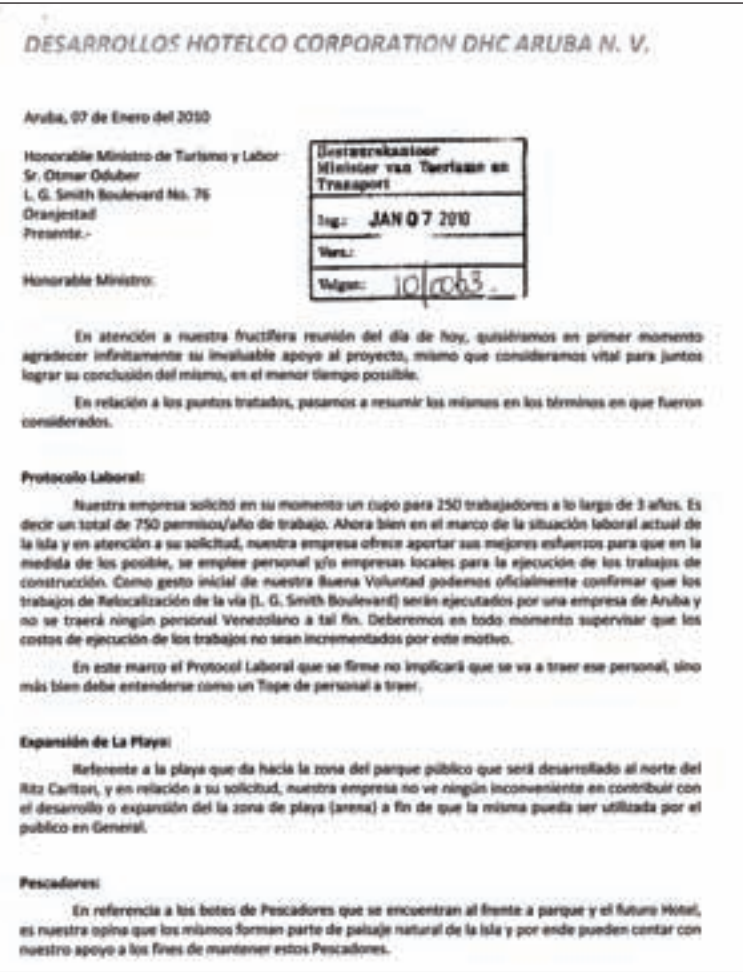 DESARROLLOS HOTELCO CORPORATION DHC ARUBA N. V.
Aruba, 07 de Enero del 2010
Honorable Ministro de Turismo y Labor
Sr. Otmar Oduber
L. G. Smith Boulevard No. 76
Oranjestad
Presente.-
Bestuurskantoor
Minister van Toerisme en
Transport
Ing.: JAN 07 2010
Vers.:
Volgnr.: 10/0063.
Honorable Ministro:
En atención a nuestra fructífera reunión del día de hoy, quisiéramos en primer momento
agradecer infinitamente su invaluable apoyo al proyecto, mismo que consideramos vital para juntos
lograr su conclusión del mismo, en el menor tiempo possible.
En relación a los puntos tratados, pasamos a resumir los mismos en los términos en que fueron
considerados.
Protocolo Laboral:
Nuestra empresa solicitó en su momento un cupo para 250 trabajadores a lo largo de 3 años. Es
decir un total de 750 permisos/año de trabajo. Ahora bien en el marco de la situación laboral actual de
la isla y en atención a su solicitud, nuestra empresa ofrece aportar sus mejores esfuerzos para que en la
medida de los posible, se emplee personal y/o empresas locales para la ejecución de los trabajos de
construcción. Como gesto inicial de nuestra Buena Voluntad podemos oficialmente confirmar que los
trabajos de Relocalización de la vía (L. G. Smith Boulevard) serán ejecutados por una empresa de Aruba y
no se traerá ningún personal Venezolano a tal fin. Deberemos en todo momento supervisar que los
costos de ejecución de los trabajos no sean incrementados por este motivo.
En este marco el Protocol Laboral que se firme no implicará que se va a traer ese personal, sino
más bien debe entenderse como un Tope de personal a traer.
Expansión de La Playa:
Referente a la playa que da hacia la zona del parque público que será desarrollado al norte del
Ritz Carlton, y en relación a su solicitud, nuestra empresa no ve ningún inconveniente en contribuir con
el desarrollo o expansión del la zona de playa (arena) a fin de que la misma pueda ser utilizada por el
publico en General.
Pescadores:
En referencia a los botes de Pescadores que se encuentran al frente a parque y el futuro Hotel,
es nuestra opina que los mismos forman parte de paisaje natural de la Isla y por ende pueden contar con
nuestro apoyo a los fines de mantener estos Pescadores.